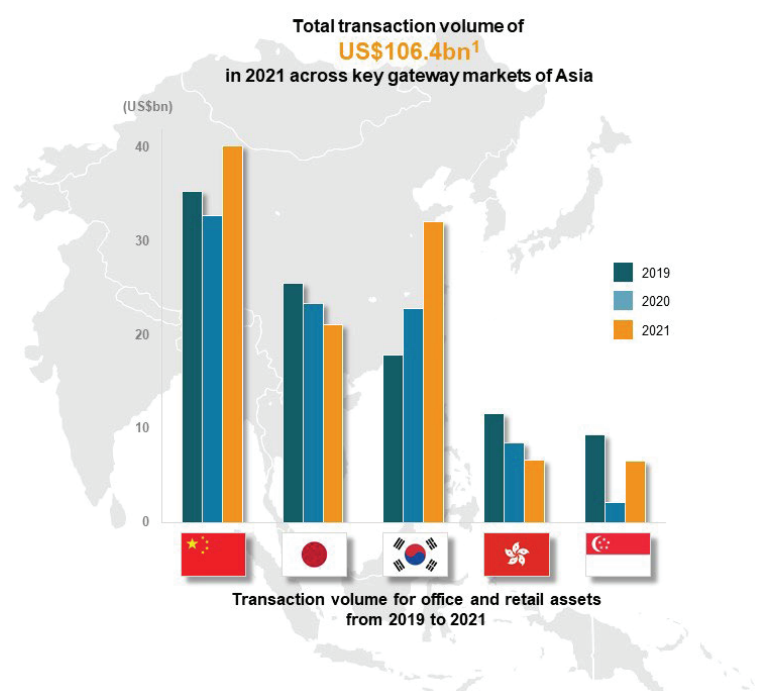 Total transaction volume of
US$106.4bn1
in 2021 across key gateway markets of Asia
(US$bn)
40
30
20
10
0
2019
2020
2021
Transaction volume for office and retail assets
from 2019 to 2021